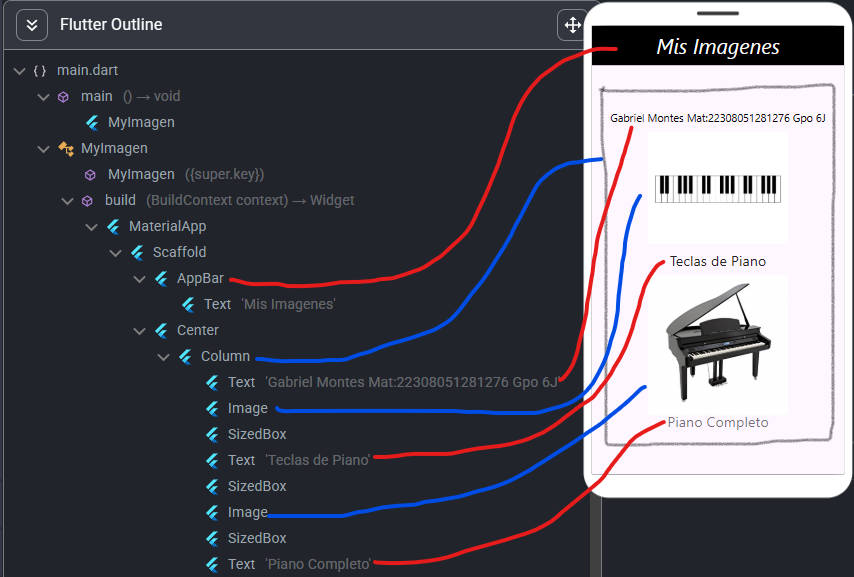 Flutter Outline
main.dart
main () → void
MyImagen
MyImagen
MyImagen ({super.key})
build (BuildContext context) → Widget
MaterialApp
Scaffold
AppBar
Text 'Mis Imagenes'
Center
Column
Text 'Gabriel Montes Mat:22308051281276 Gpo 6J'
Image
SizedBox
Text 'Teclas de Piano'
SizedBox
Image
SizedBox
Text 'Piano Completo'
Mis Imagenes
Gabriel Montes Mat:22308051281276 Gpo 6J
Teclas de Piano
Piano Completo